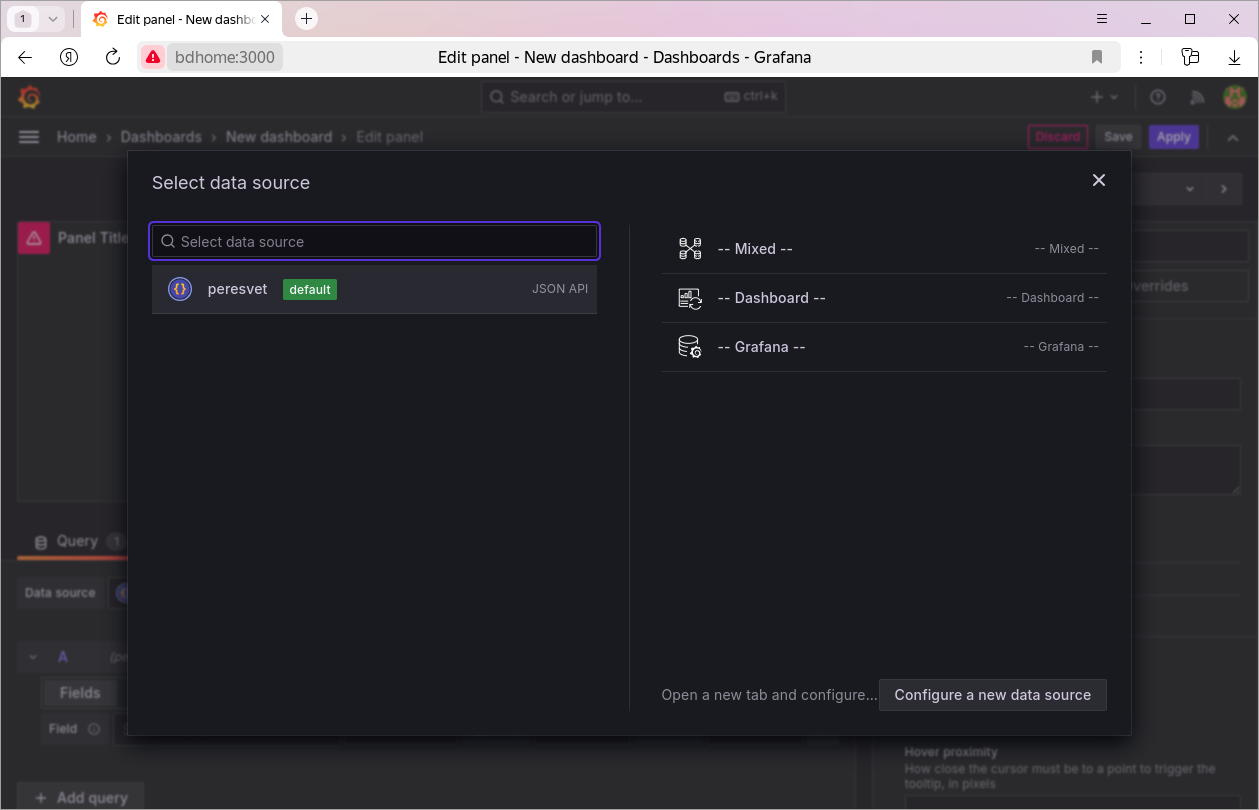 1
Edit panel - New dashb
bdhome:3000
Edit panel - New dashboard - Dashboards - Grafana
Search or jump to...
ctrl+k
Home › Dashboards › New dashboard › Edit panel
Discard
Save
Apply
Select data source
Panel Title
Select data source
peresvet
default
JSON API
-- Mixed --
-- Mixed --
-- Dashboard --
-- Dashboard --
-- Grafana --
-- Grafana --
Query 1
Data source
A
Fields
Field
Open a new tab and configure...
Configure a new data source
Hover proximity
How close the cursor must be to a point to trigger the
tooltip, in pixels
+ Add query